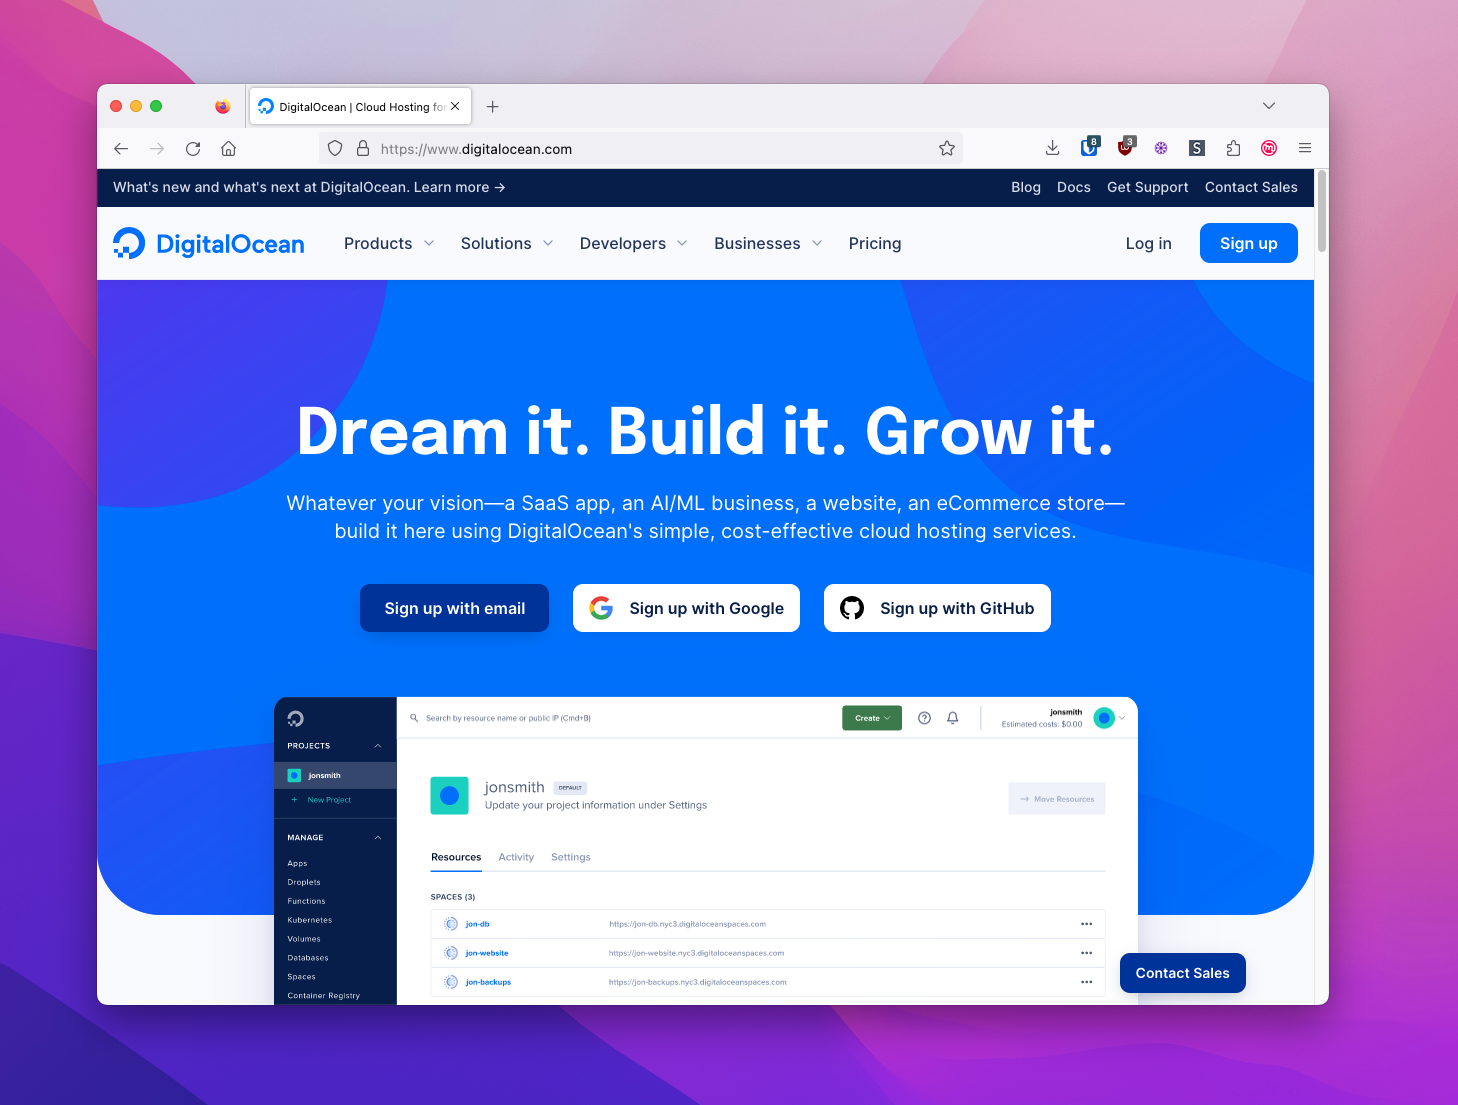 DigitalOcean | Cloud Hosting for
https://www.digitalocean.com
8
3
S
What's new and what's next at DigitalOcean. Learn more →
Blog Docs Get Support Contact Sales
DigitalOcean
Products Solutions Developers Businesses Pricing
Log in Sign up
Dream it. Build it. Grow it.
Whatever your vision—a SaaS app, an AI/ML business, a website, an eCommerce store—
build it here using DigitalOcean's simple, cost-effective cloud hosting services.
Sign up with email
Sign up with Google
Sign up with GitHub
Search by resource name or public IP (Cmd+B)
Create
jonsmith
Estimated costs: $0.00
PROJECTS
jonsmith
+ New Project
MANAGE
Apps
Droplets
Functions
Kubernetes
Volumes
Databases
Spaces
Container Registry
jonsmith DEFAULT
Update your project information under Settings
→ Move Resources
Resources Activity Settings
SPACES (3)
jon-db https://jon-db.nyc3.digitaloceanspaces.com
jon-website https://jon-website.nyc3.digitaloceanspaces.com
jon-backups https://jon-backups.nyc3.digitaloceanspaces.com
Contact Sales